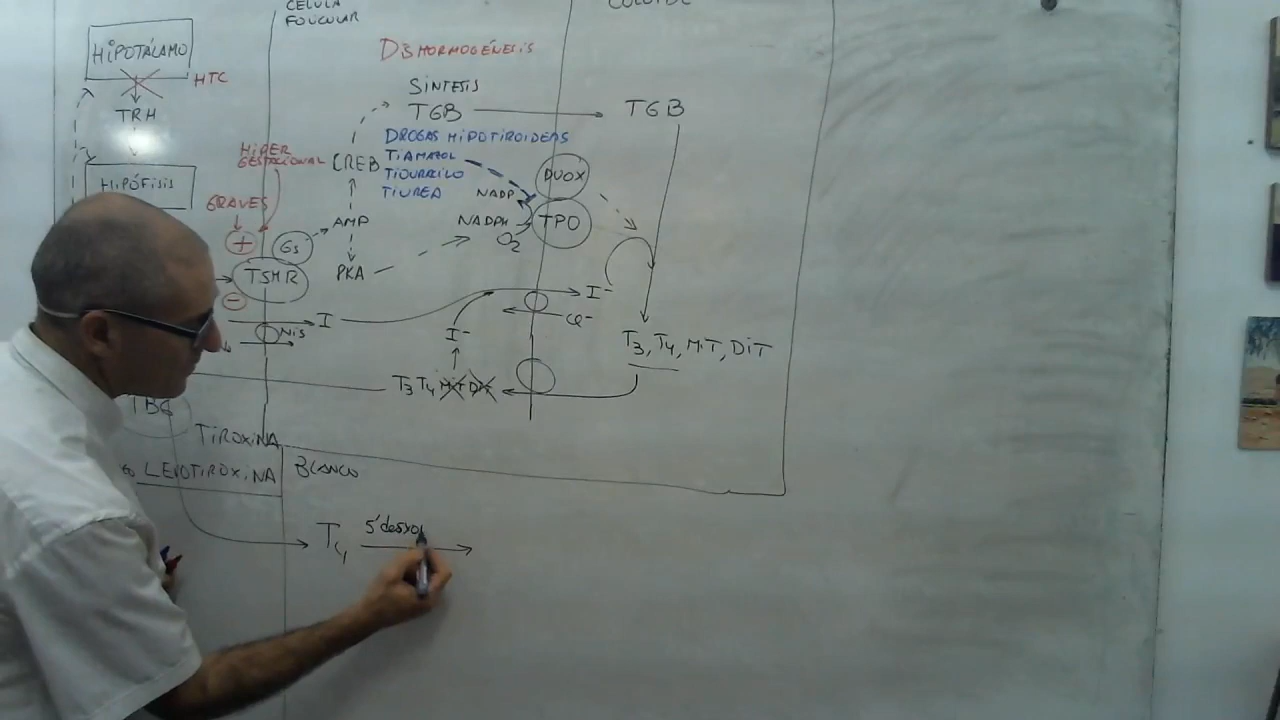 CELULA
FOLICULAR
COLOIDE
HIPOTÁLAMO
HTC
TRH
HIPÓFISIS
DISHORMOGÉNESIS
SINTESIS
TGB
TGB
DROGAS HIPOTIROIDEAS
TIAMAZOL
TIOURACILO
TIUREA
HIPER
GESTACIONAL
CREB
GRAVES
+
Gs
AMP
TSHR
PKA
−
NADP
NADPH
O2
DUOX
TPO
I
NIS
I-
I-
Cl-
T3, T4, MIT, DIT
T3 T4 MIT DIT
TBG
TIROXINA
LEVOTIROXINA
BLANCO
T4
5'desyo